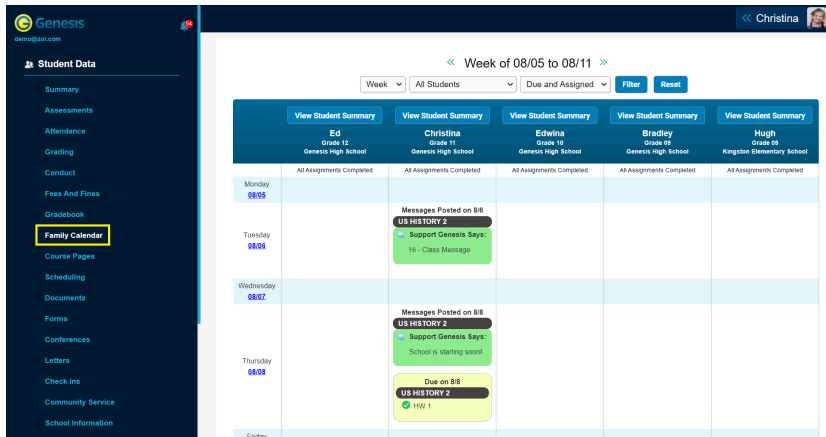 Genesis
54
demo@aol.com
Student Data
Summary
Assessments
Attendance
Grading
Conduct
Fees And Fines
Gradebook
Family Calendar
Course Pages
Scheduling
Documents
Forms
Conferences
Letters
Check Ins
Community Service
School Information
« Christina
« Week of 08/05 to 08/11 »
Week All Students Due and Assigned Filter Reset
View Student Summary View Student Summary View Student Summary View Student Summary View Student Summary
Ed Christina Edwina Bradley Hugh
Grade 12 Grade 11 Grade 10 Grade 09 Grade 05
Genesis High School Genesis High School Genesis High School Genesis High School Kingston Elementary School
All Assignments Completed All Assignments Completed All Assignments Completed All Assignments Completed All Assignments Completed
Monday
08/05
Messages Posted on 8/6
US HISTORY 2
Tuesday Support Genesis Says:
08/06 Hi - Class Message
Wednesday
08/07
Messages Posted on 8/8
US HISTORY 2
Support Genesis Says:
School is starting soon!
Thursday
08/08
Due on 8/8
US HISTORY 2
HW 1
Friday